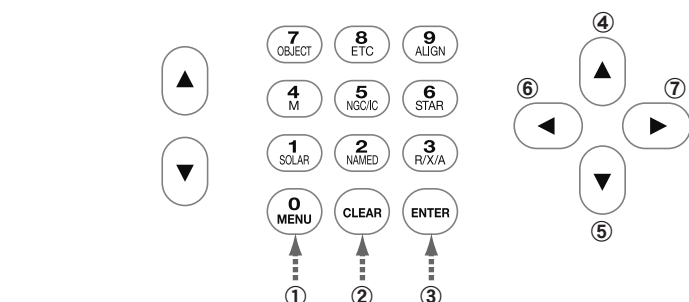 ④
7 8 9
OBJECT ETC ALIGN
⑥ ⑦
4 5 6
M NGC/IC STAR
1 2 3
SOLAR NAMED R/X/A
0
MENU CLEAR ENTER
⑤
① ② ③